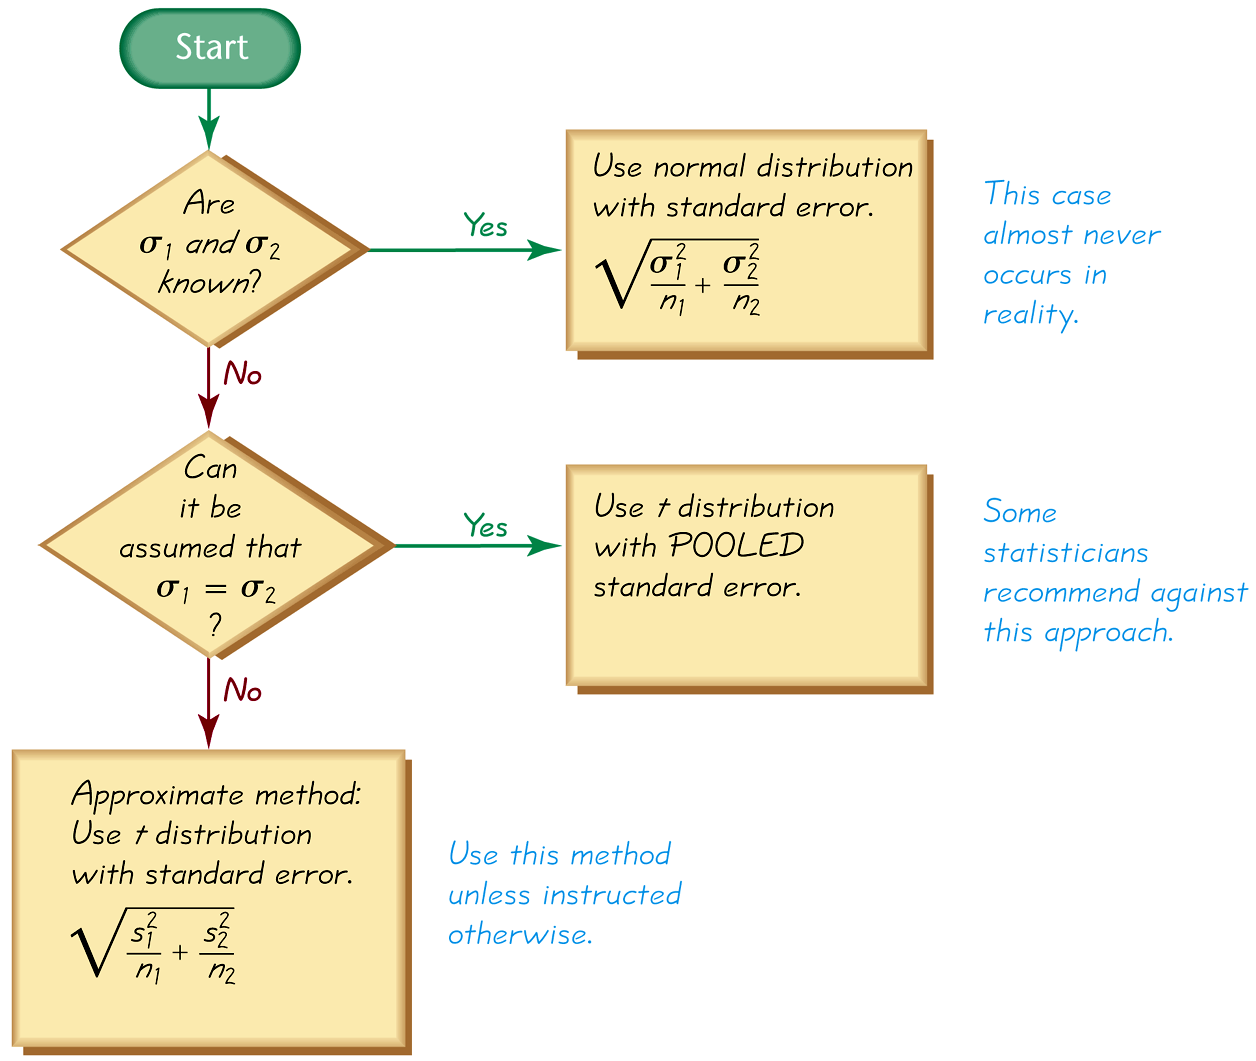 Start
Are
σ₁ and σ₂
known?
Yes
Use normal distribution
with standard error.
√(σ₁²/n₁ + σ₂²/n₂)
This case
almost never
occurs in
reality.
No
Can
it be
assumed that
σ₁ = σ₂
?
Yes
Use t distribution
with POOLED
standard error.
Some
statisticians
recommend against
this approach.
No
Approximate method:
Use t distribution
with standard error.
√(s₁²/n₁ + s₂²/n₂)
Use this method
unless instructed
otherwise.